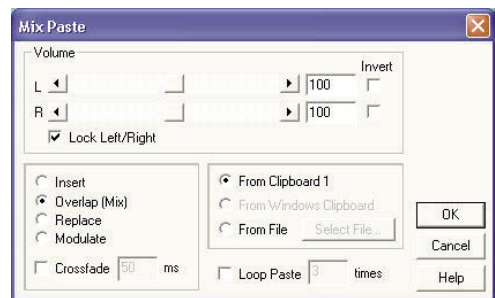 Mix Paste
Volume
Invert
L 100
R 100
Lock Left/Right
Insert
Overlap (Mix)
Replace
Modulate
Crossfade 50 ms
From Clipboard 1
From Windows Clipboard
From File Select File...
Loop Paste 3 times
OK
Cancel
Help